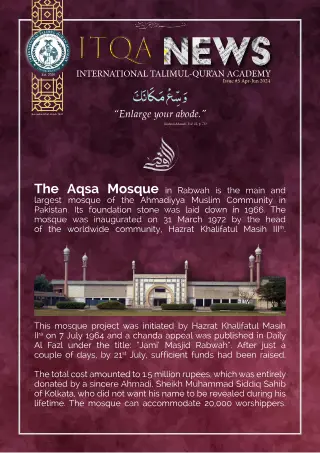 ITQA NEWS
INTERNATIONAL TALIMUL-QUR'AN ACADEMY
Issue #5 Apr-Jun 2024
وَسِّعْ مَكَانَكَ
"Enlarge your abode."
The Aqsa Mosque in Rabwah is the main and
largest mosque of the Ahmadiyya Muslim Community in
Pakistan. Its foundation stone was laid down in 1966. The
mosque was inaugurated on 31 March 1972 by the head
of the worldwide community, Hazrat Khalifatul Masih IIIrd.
This mosque project was initiated by Hazrat Khalifatul Masih
IIrd on 7 July 1964 and a chanda appeal was published in Daily
Al Fazl under the title: "Jami' Masjid Rabwah". After just a
couple of days, by 21st July, sufficient funds had been raised.
The total cost amounted to 1.5 million rupees, which was entirely
donated by a sincere Ahmadi, Sheikh Muhammad Siddiq Sahib
of Kolkata, who did not want his name to be revealed during his
lifetime. The mosque can accommodate 20,000 worshippers.